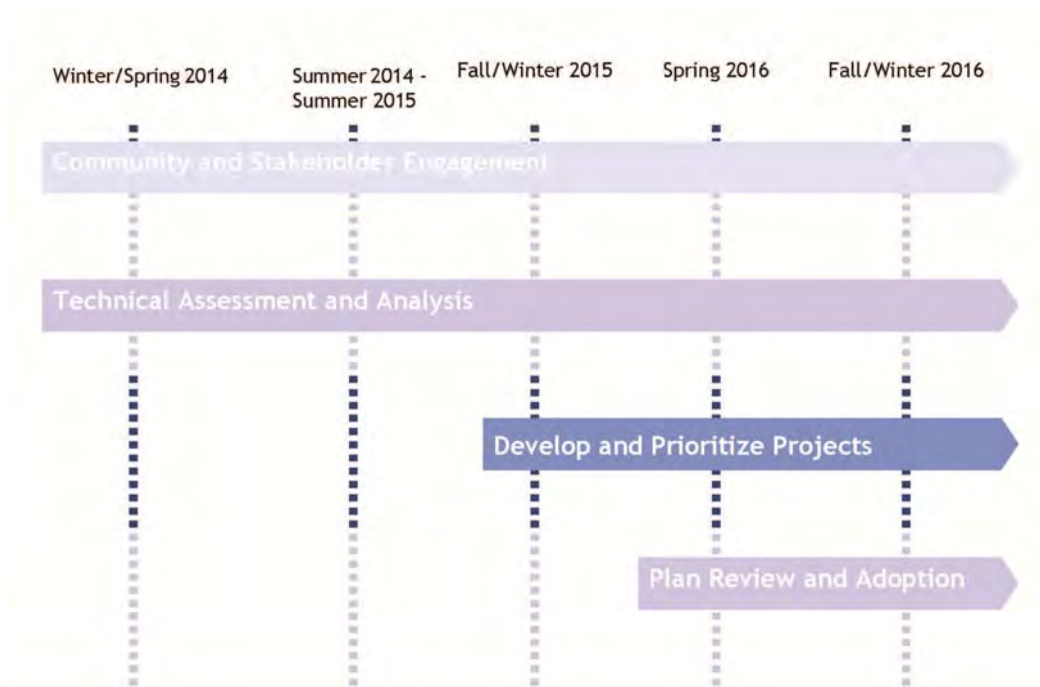 Winter/Spring 2014
Summer 2014 -
Summer 2015
Fall/Winter 2015
Spring 2016
Fall/Winter 2016
Community and Stakeholder Engagement
Technical Assessment and Analysis
Develop and Prioritize Projects
Plan Review and Adoption